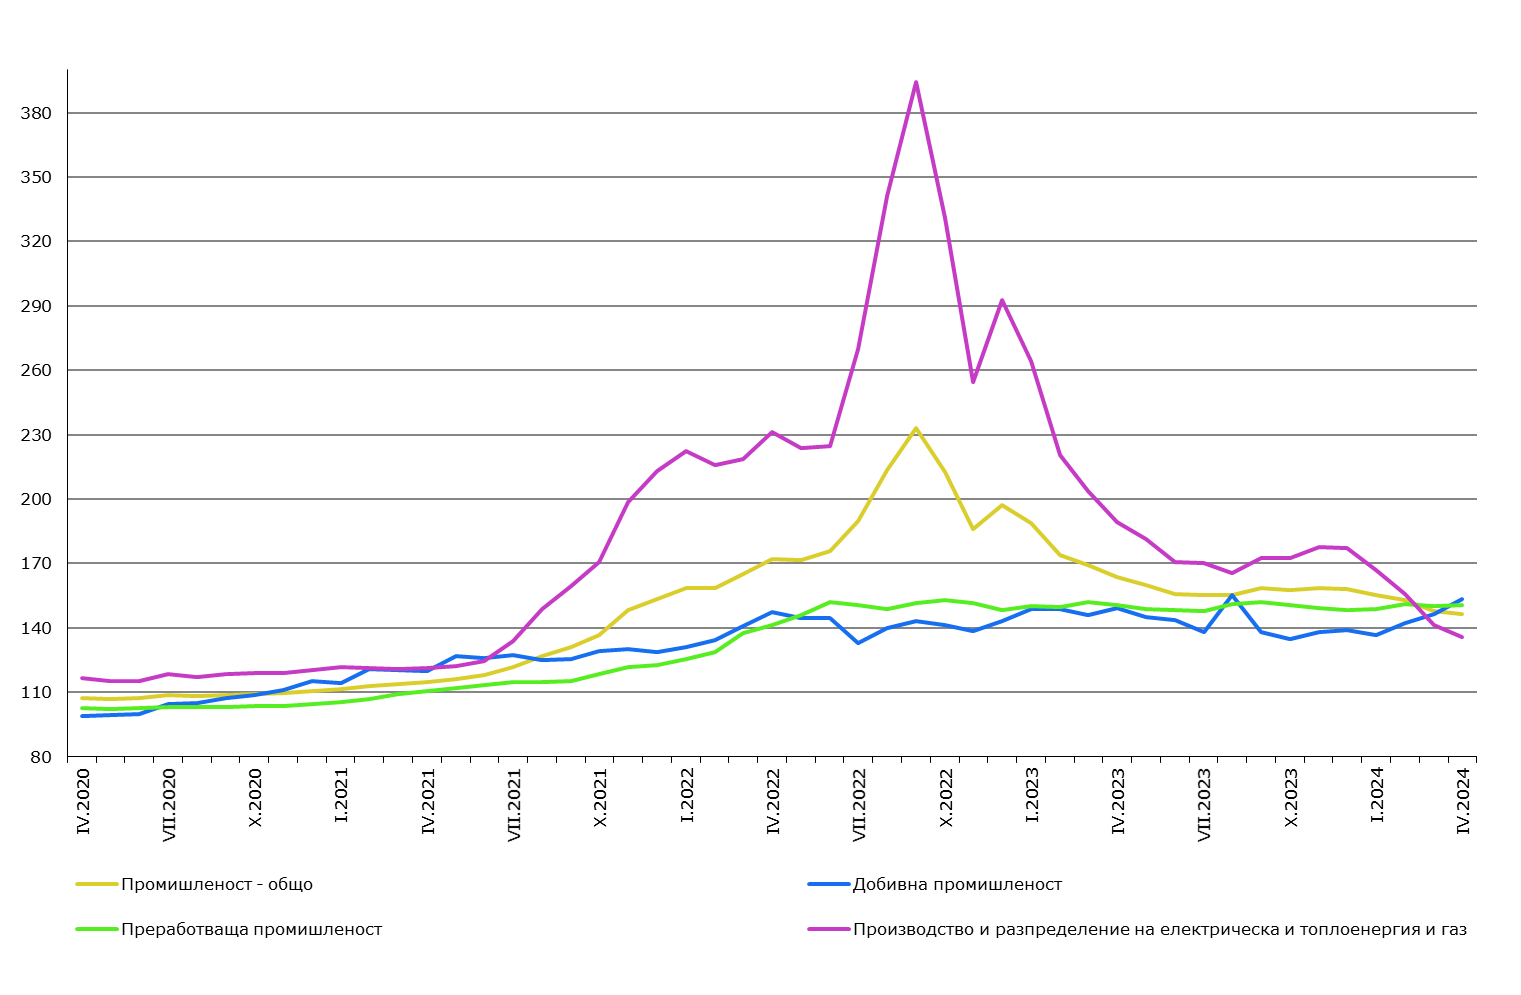 380
350
320
290
260
230
200
170
140
110
80
IV.2020
VII.2020
X.2020
I.2021
IV.2021
VII.2021
X.2021
I.2022
IV.2022
VII.2022
X.2022
I.2023
IV.2023
VII.2023
X.2023
I.2024
IV.2024
Промишленост - общо
Добивна промишленост
Преработваща промишленост
Производство и разпределение на електрическа и топлоенергия и газ